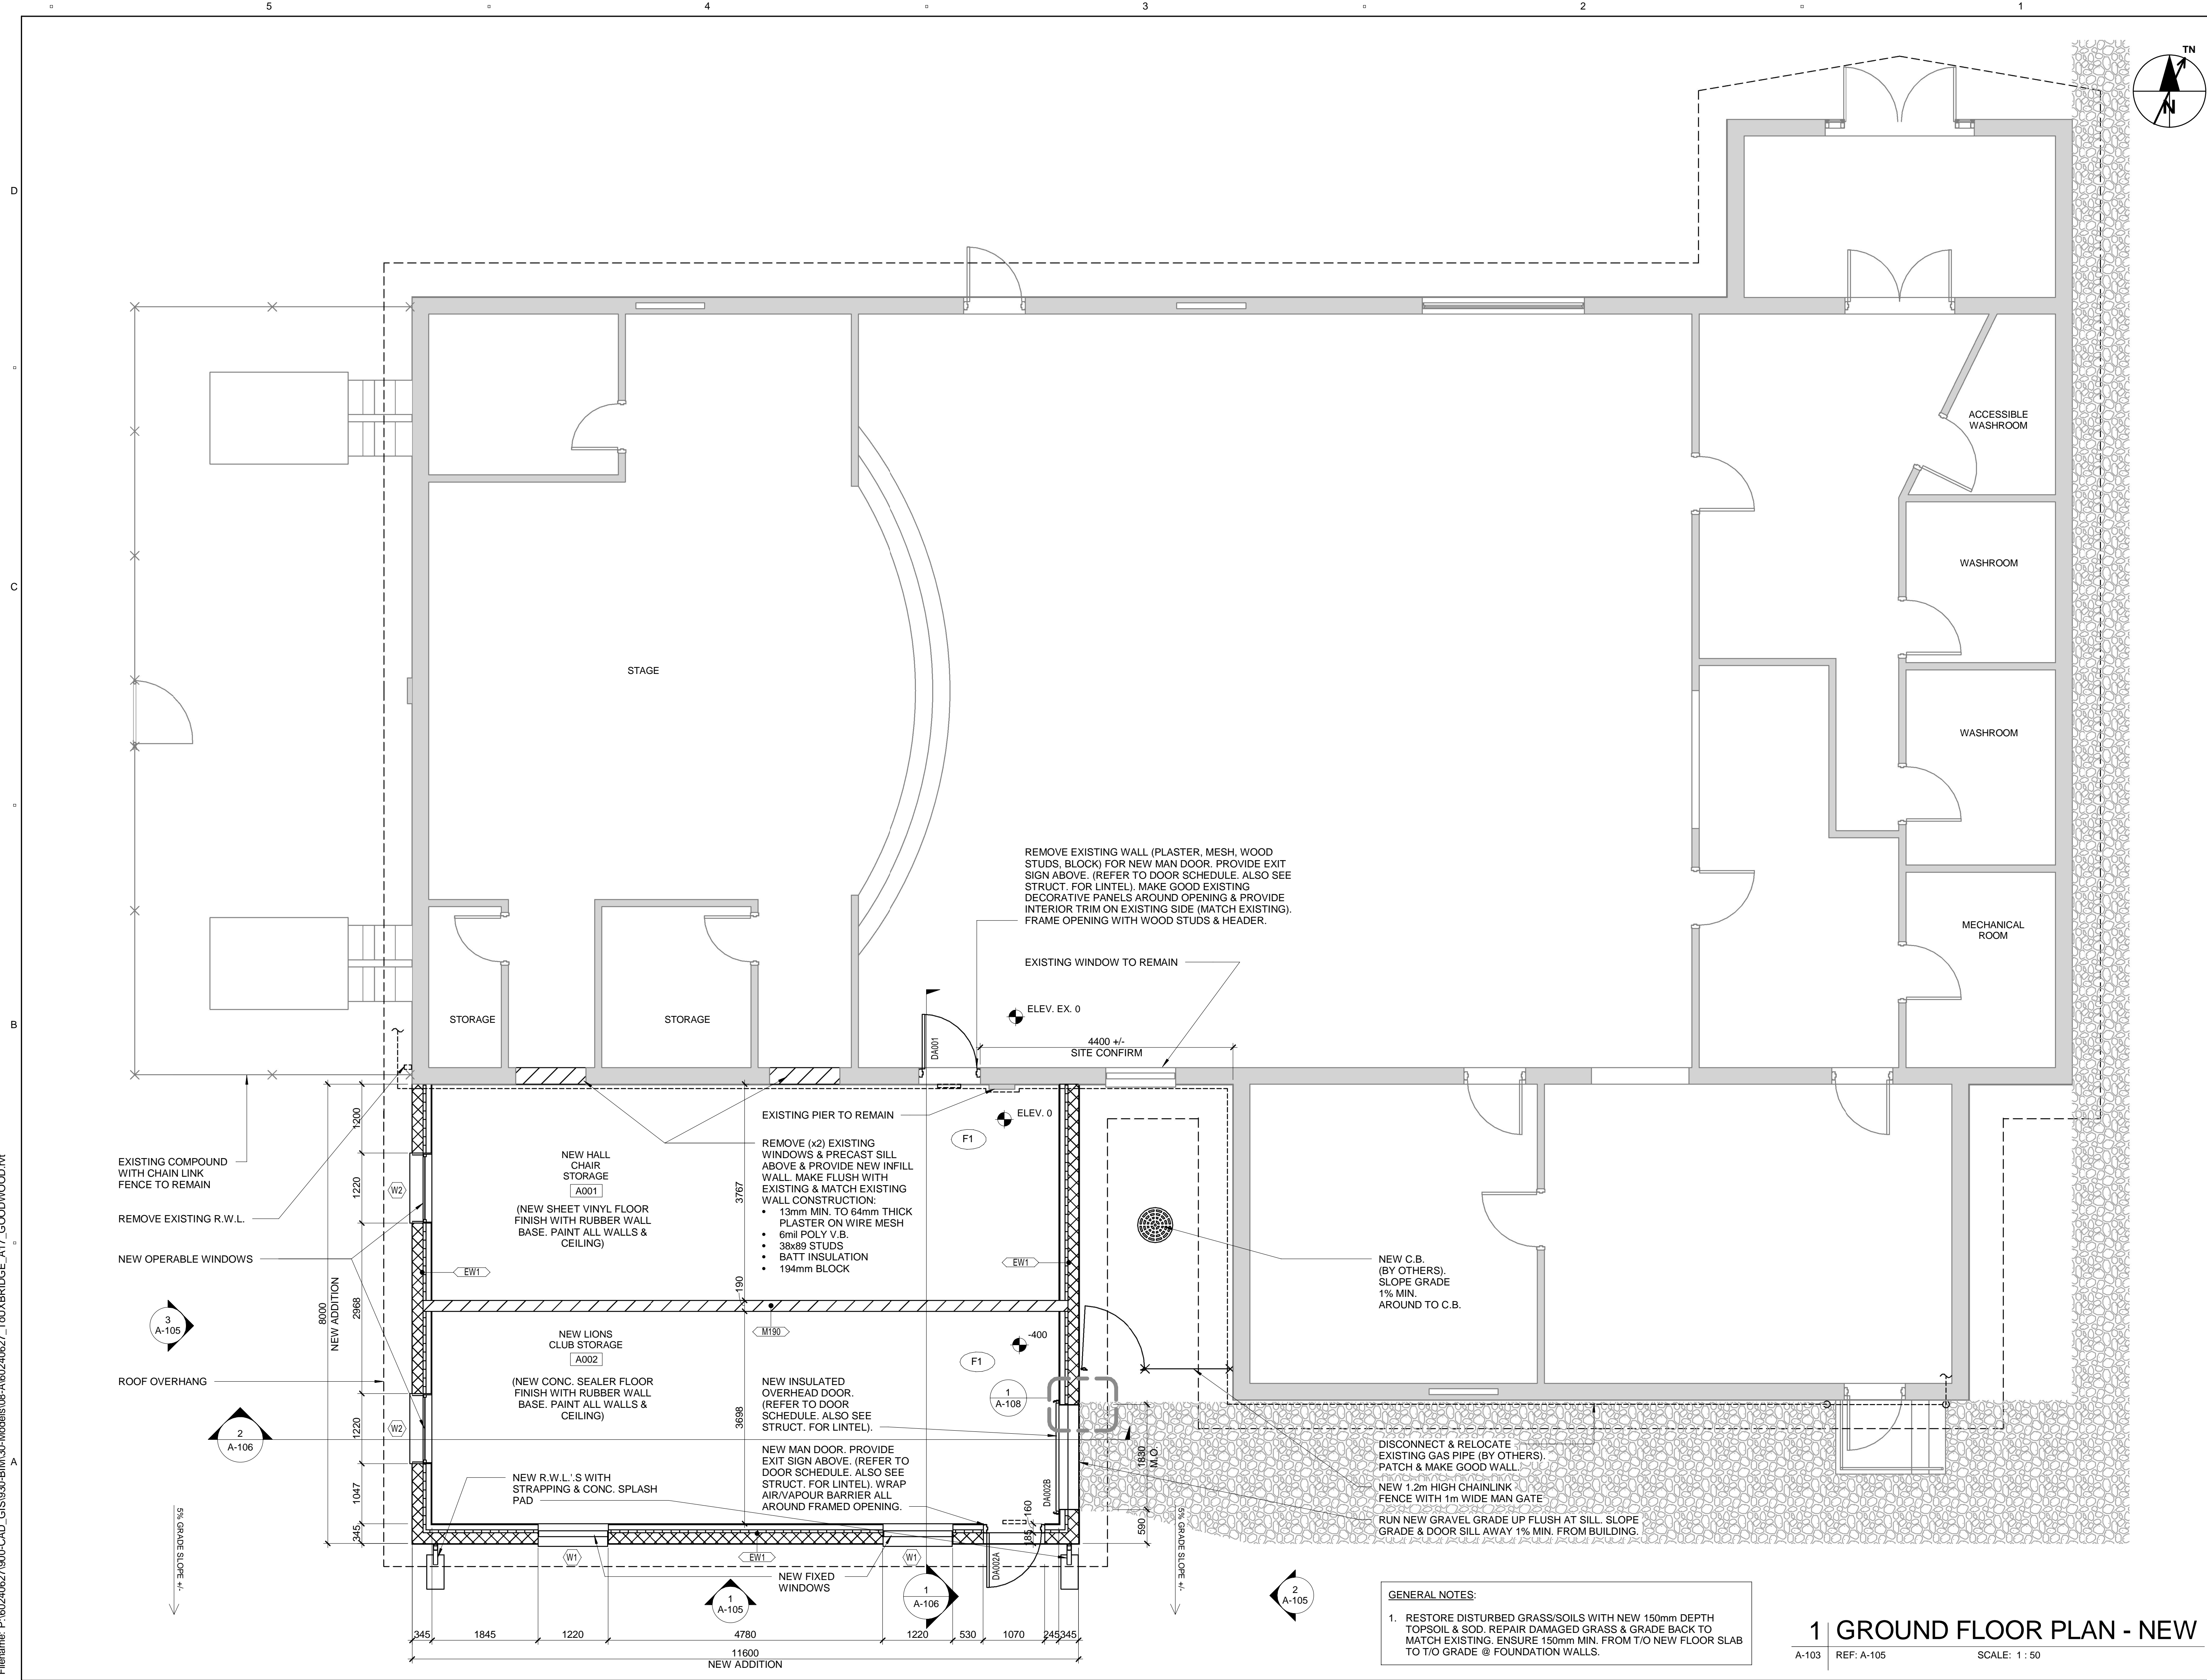 5
4
3
2
1
D
C
B
A
TN
N
ACCESSIBLE
WASHROOM
WASHROOM
WASHROOM
MECHANICAL
ROOM
STAGE
STORAGE
STORAGE
REMOVE EXISTING WALL (PLASTER, MESH, WOOD
STUDS, BLOCK) FOR NEW MAN DOOR. PROVIDE EXIT
SIGN ABOVE. (REFER TO DOOR SCHEDULE. ALSO SEE
STRUCT. FOR LINTEL). MAKE GOOD EXISTING
DECORATIVE PANELS AROUND OPENING & PROVIDE
INTERIOR TRIM ON EXISTING SIDE (MATCH EXISTING).
FRAME OPENING WITH WOOD STUDS & HEADER.
EXISTING WINDOW TO REMAIN
ELEV. EX. 0
DA001
4400 +/-
SITE CONFIRM
EXISTING PIER TO REMAIN
ELEV. 0
F1
REMOVE (x2) EXISTING
WINDOWS & PRECAST SILL
ABOVE & PROVIDE NEW INFILL
WALL. MAKE FLUSH WITH
EXISTING & MATCH EXISTING
WALL CONSTRUCTION:
• 13mm MIN. TO 64mm THICK
PLASTER ON WIRE MESH
• 6mil POLY V.B.
• 38x89 STUDS
• BATT INSULATION
• 194mm BLOCK
NEW HALL
CHAIR
STORAGE
A001
(NEW SHEET VINYL FLOOR
FINISH WITH RUBBER WALL
BASE. PAINT ALL WALLS &
CEILING)
EXISTING COMPOUND
WITH CHAIN LINK
FENCE TO REMAIN
REMOVE EXISTING R.W.L.
NEW OPERABLE WINDOWS
ROOF OVERHANG
3
A-105
2
A-106
W2
W2
EW1
EW1
M190
1200
1220
2968
1220
1047
345
8000
NEW ADDITION
3767
190
3698
NEW LIONS
CLUB STORAGE
A002
(NEW CONC. SEALER FLOOR
FINISH WITH RUBBER WALL
BASE. PAINT ALL WALLS &
CEILING)
-400
F1
1
A-108
NEW INSULATED
OVERHEAD DOOR.
(REFER TO DOOR
SCHEDULE. ALSO SEE
STRUCT. FOR LINTEL).
NEW MAN DOOR. PROVIDE
EXIT SIGN ABOVE. (REFER TO
DOOR SCHEDULE. ALSO SEE
STRUCT. FOR LINTEL). WRAP
AIR/VAPOUR BARRIER ALL
AROUND FRAMED OPENING.
NEW R.W.L.'.S WITH
STRAPPING & CONC. SPLASH
PAD
NEW C.B.
(BY OTHERS).
SLOPE GRADE
1% MIN.
AROUND TO C.B.
DISCONNECT & RELOCATE
EXISTING GAS PIPE (BY OTHERS).
PATCH & MAKE GOOD WALL.
NEW 1.2m HIGH CHAINLINK
FENCE WITH 1m WIDE MAN GATE
RUN NEW GRAVEL GRADE UP FLUSH AT SILL. SLOPE
GRADE & DOOR SILL AWAY 1% MIN. FROM BUILDING.
1830
M.O.
590
DA002B
160
185
DA002A
5% GRADE SLOPE +/-
5% GRADE SLOPE +/-
W1
EW1
W1
NEW FIXED
WINDOWS
1
A-105
1
A-106
2
A-105
345
1845
1220
4780
1220
530
1070
245
345
11600
NEW ADDITION
GENERAL NOTES:
1. RESTORE DISTURBED GRASS/SOILS WITH NEW 150mm DEPTH
TOPSOIL & SOD. REPAIR DAMAGED GRASS & GRADE BACK TO
MATCH EXISTING. ENSURE 150mm MIN. FROM T/O NEW FLOOR SLAB
TO T/O GRADE @ FOUNDATION WALLS.
1 GROUND FLOOR PLAN - NEW
A-103 REF: A-105 SCALE: 1 : 50